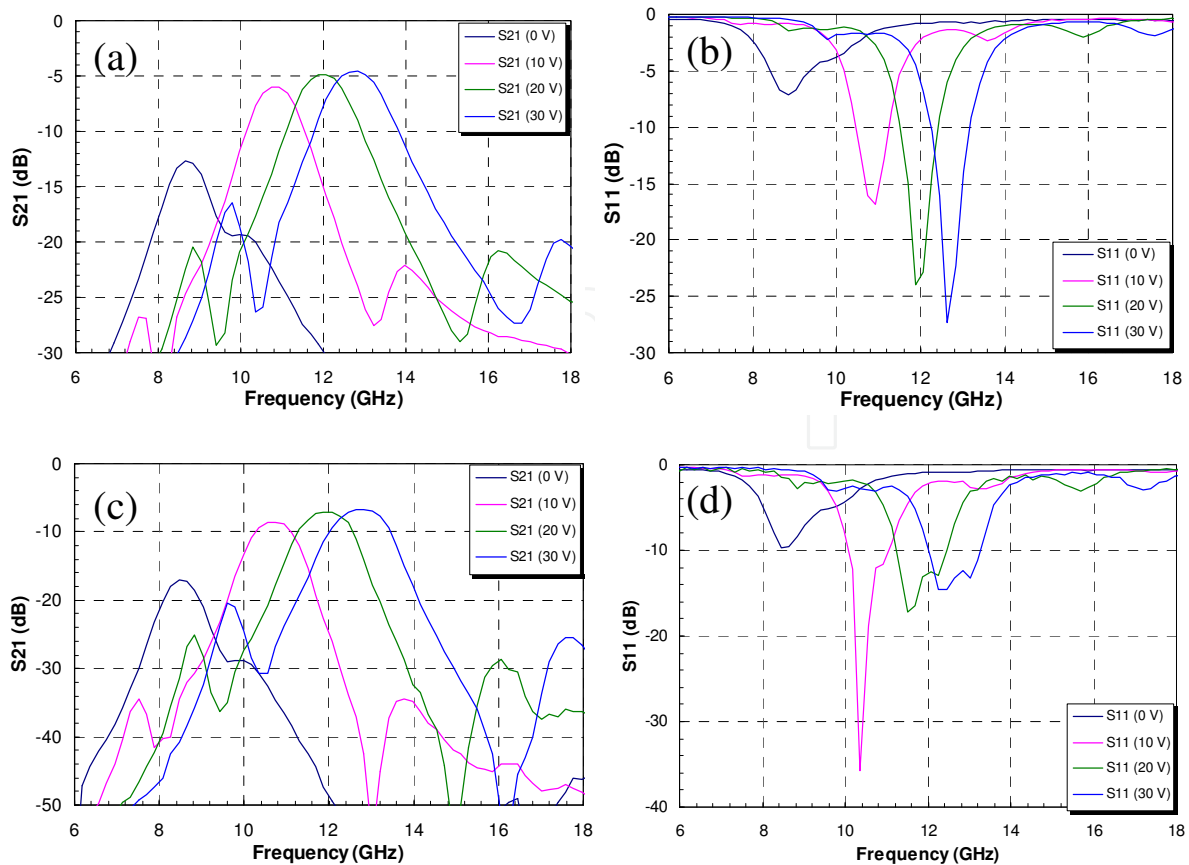 (a)
S21 (0 V)
S21 (10 V)
S21 (20 V)
S21 (30 V)
0
-5
-10
-15
-20
-25
-30
S21 (dB)
6 8 10 12 14 16 18
Frequency (GHz)
(b)
S11 (0 V)
S11 (10 V)
S11 (20 V)
S11 (30 V)
0
-5
-10
-15
-20
-25
-30
S11 (dB)
6 8 10 12 14 16 18
Frequency (GHz)
(c)
S21 (0 V)
S21 (10 V)
S21 (20 V)
S21 (30 V)
0
-10
-20
-30
-40
-50
S21 (dB)
6 8 10 12 14 16 18
Frequency (GHz)
(d)
S11 (0 V)
S11 (10 V)
S11 (20 V)
S11 (30 V)
0
-10
-20
-30
-40
S11 (dB)
6 8 10 12 14 16 18
Frequency (GHz)